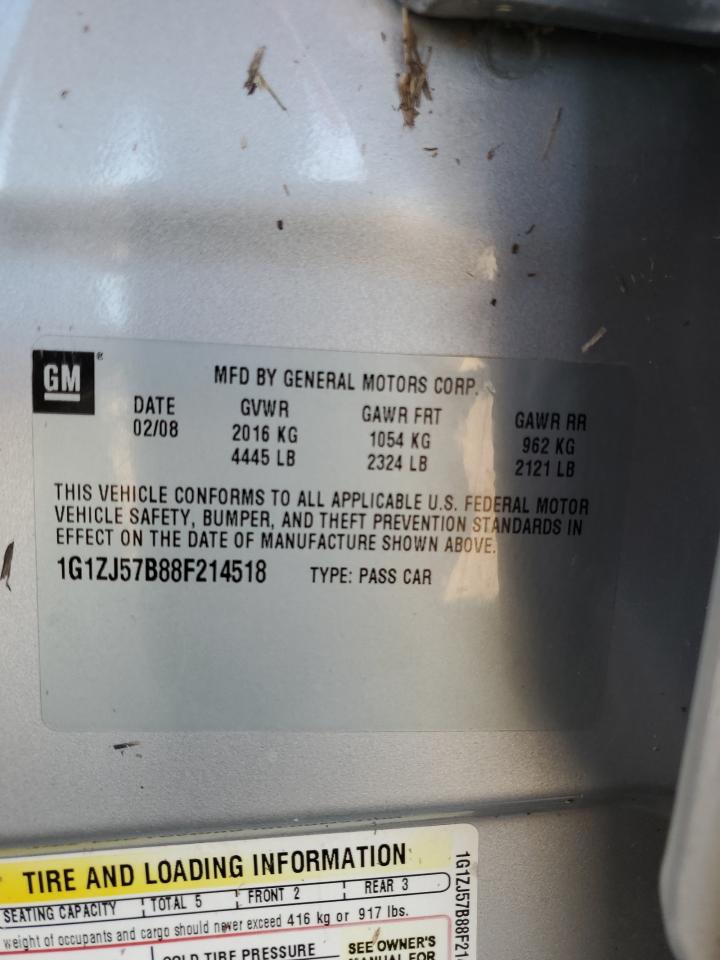 GM ®
MFD BY GENERAL MOTORS CORP.
DATE GVWR GAWR FRT GAWR RR
02/08 2016 KG 1054 KG 962 KG
4445 LB 2324 LB 2121 LB
THIS VEHICLE CONFORMS TO ALL APPLICABLE U.S. FEDERAL MOTOR
VEHICLE SAFETY, BUMPER, AND THEFT PREVENTION STANDARDS IN
EFFECT ON THE DATE OF MANUFACTURE SHOWN ABOVE.
1G1ZJ57B88F214518 TYPE: PASS CAR
TIRE AND LOADING INFORMATION
SEATING CAPACITY TOTAL 5 FRONT 2 REAR 3
weight of occupants and cargo should never exceed 416 kg or 917 lbs.
COLD TIRE PRESSURE
SEE OWNER'S
MANUAL FOR
1G1ZJ57B88F21